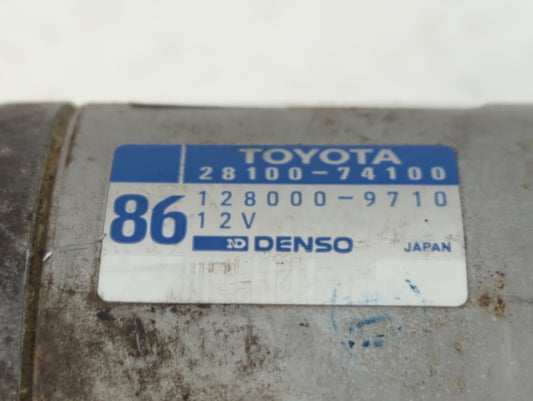 TOYOTA
28100-74100
86
128000-9710
12V
ND DENSO JAPAN